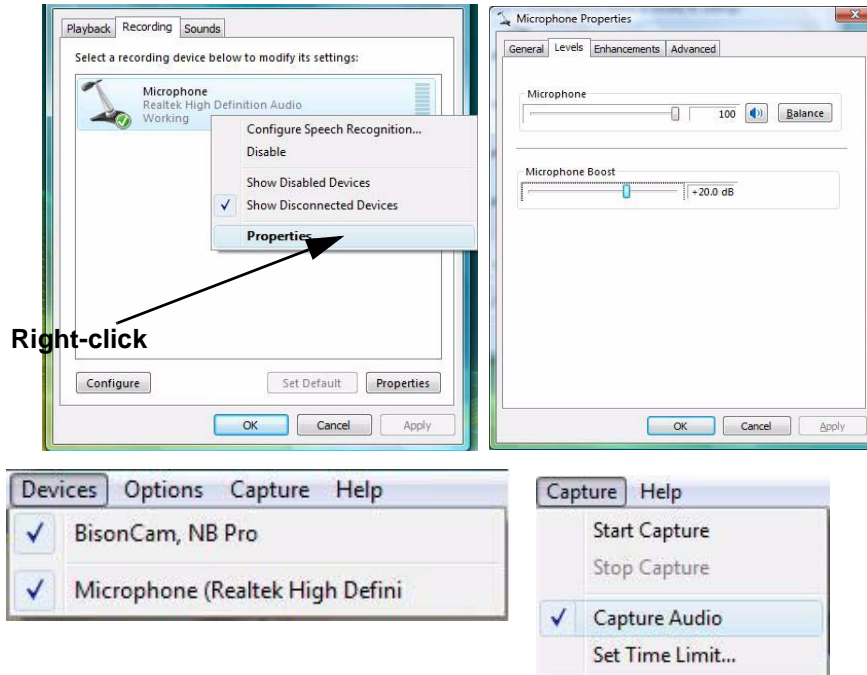 Playback Recording Sounds
Select a recording device below to modify its settings:
Microphone
Realtek High Definition Audio
Working
Configure Speech Recognition...
Disable
Show Disabled Devices
Show Disconnected Devices
Properties
Right-click
Configure Set Default Properties
OK Cancel Apply
Microphone Properties
General Levels Enhancements Advanced
Microphone
100 Balance
Microphone Boost
+20.0 dB
OK Cancel Apply
Devices Options Capture Help
BisonCam, NB Pro
Microphone (Realtek High Defini
Capture Help
Start Capture
Stop Capture
Capture Audio
Set Time Limit...